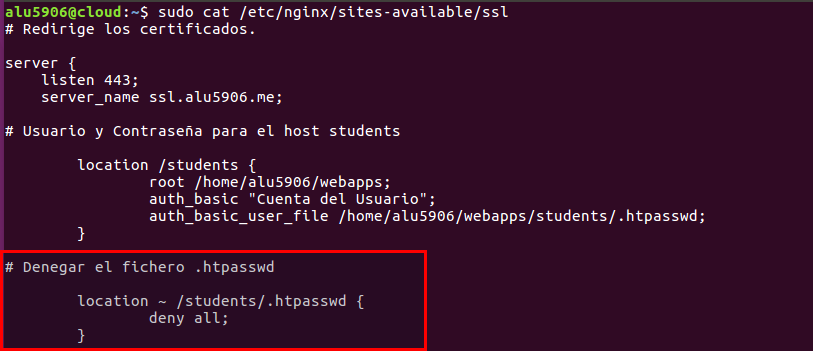 alu5906@cloud:~$ sudo cat /etc/nginx/sites-available/ssl
# Redirige los certificados.
server {
    listen 443;
    server_name ssl.alu5906.me;
# Usuario y Contraseña para el host students
        location /students {
                root /home/alu5906/webapps;
                auth_basic "Cuenta del Usuario";
                auth_basic_user_file /home/alu5906/webapps/students/.htpasswd;
        }
# Denegar el fichero .htpasswd
        location ~ /students/.htpasswd {
                deny all;
        }